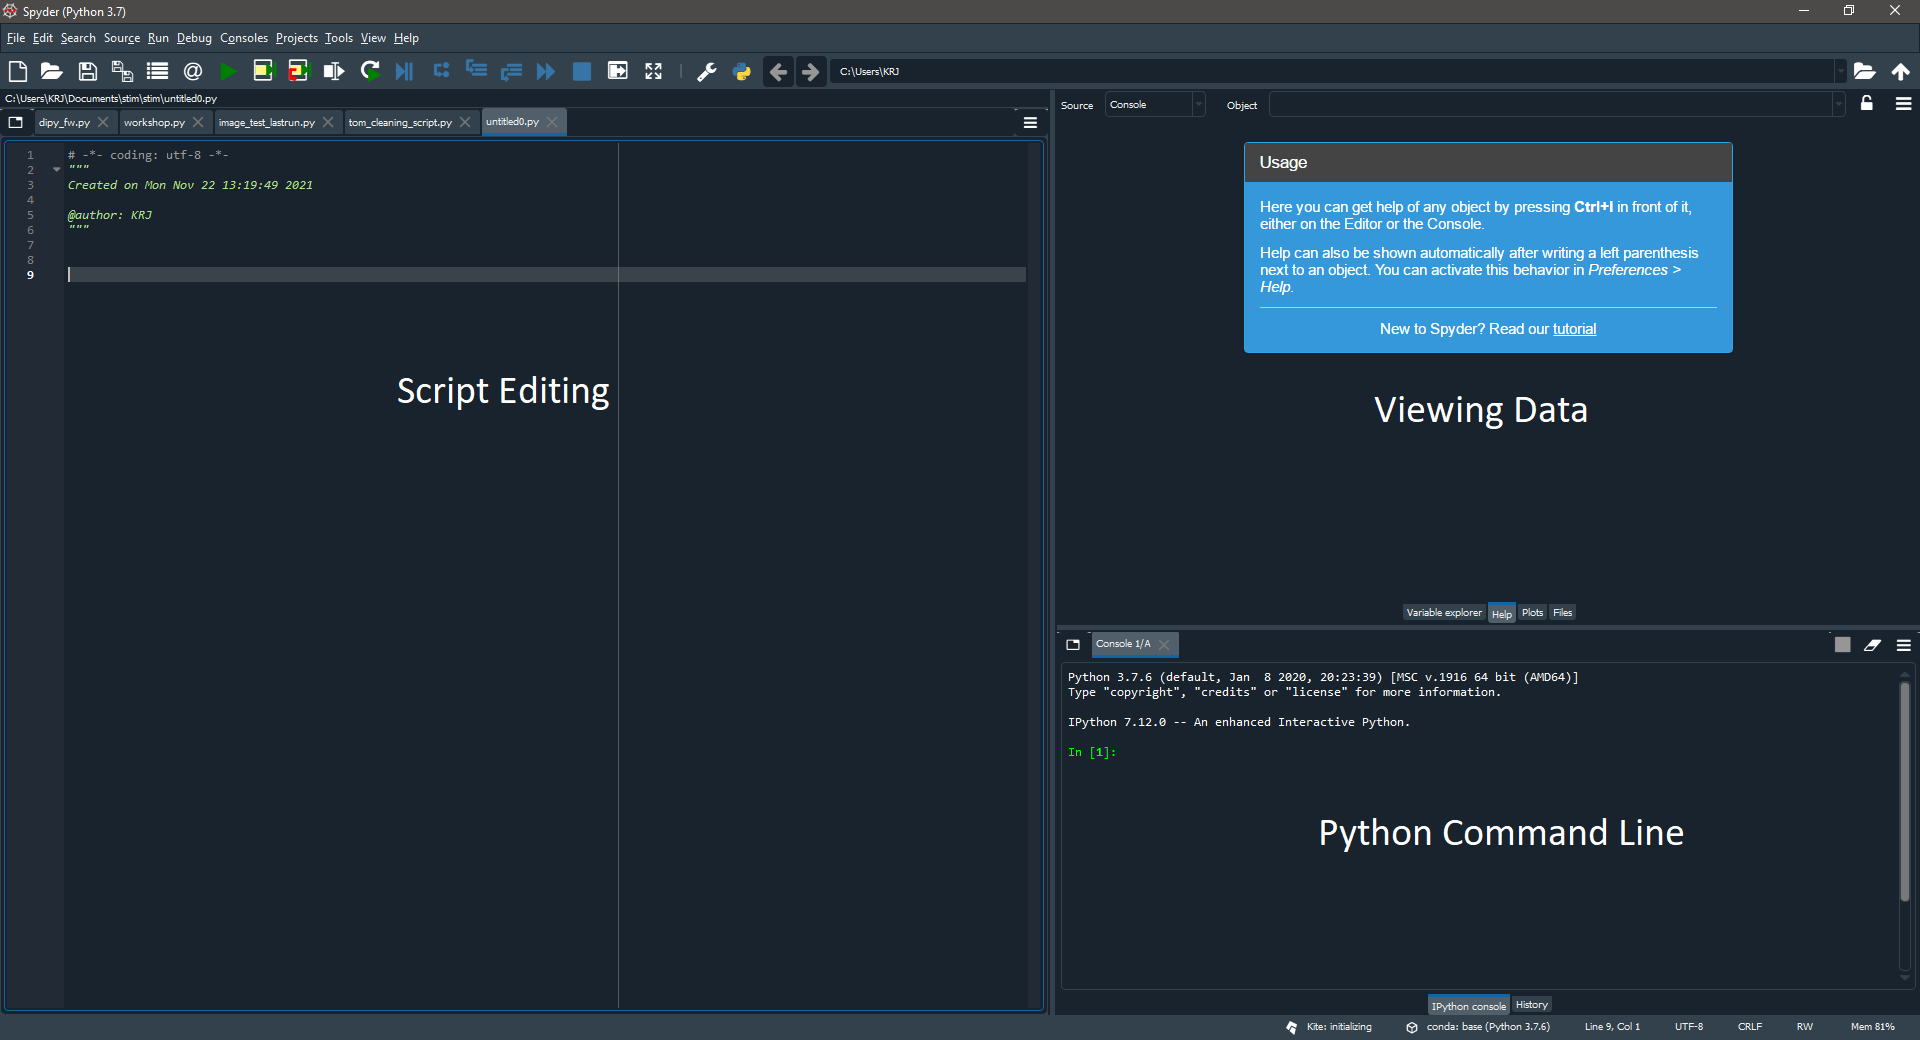 Spyder (Python 3.7)
File Edit Search Source Run Debug Consoles Projects Tools View Help
C:\Users\KRJ
C:\Users\KRJ\Documents\stim\stim\untitled0.py
dipy_fw.py workshop.py image_test_lastrun.py tom_cleaning_script.py untitled0.py
1 # -*- coding: utf-8 -*-
2 """
3 Created on Mon Nov 22 13:19:49 2021
4
5 @author: KRJ
6 """
7
8
9
Script Editing
Source Console Object
Usage
Here you can get help of any object by pressing Ctrl+I in front of it,
either on the Editor or the Console.
Help can also be shown automatically after writing a left parenthesis
next to an object. You can activate this behavior in Preferences >
Help.
New to Spyder? Read our tutorial
Viewing Data
Variable explorer Help Plots Files
Console 1/A
Python 3.7.6 (default, Jan  8 2020, 20:23:39) [MSC v.1916 64 bit (AMD64)]
Type "copyright", "credits" or "license" for more information.
IPython 7.12.0 -- An enhanced Interactive Python.
In [1]:
Python Command Line
IPython console History
Kite: initializing conda: base (Python 3.7.6) Line 9, Col 1 UTF-8 CRLF RW Mem 81%